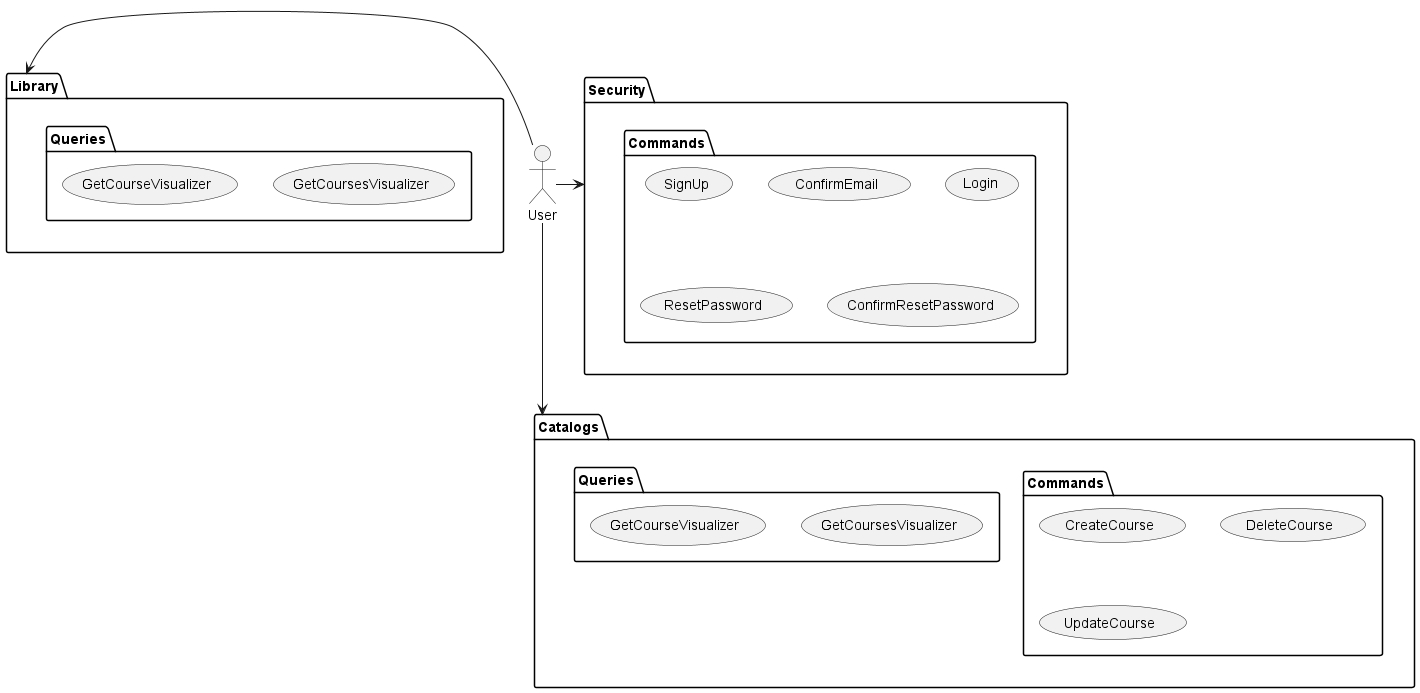 Library
Queries
GetCourseVisualizer
GetCoursesVisualizer
User
Security
Commands
SignUp
ConfirmEmail
Login
ResetPassword
ConfirmResetPassword
Catalogs
Queries
GetCourseVisualizer
GetCoursesVisualizer
Commands
CreateCourse
DeleteCourse
UpdateCourse